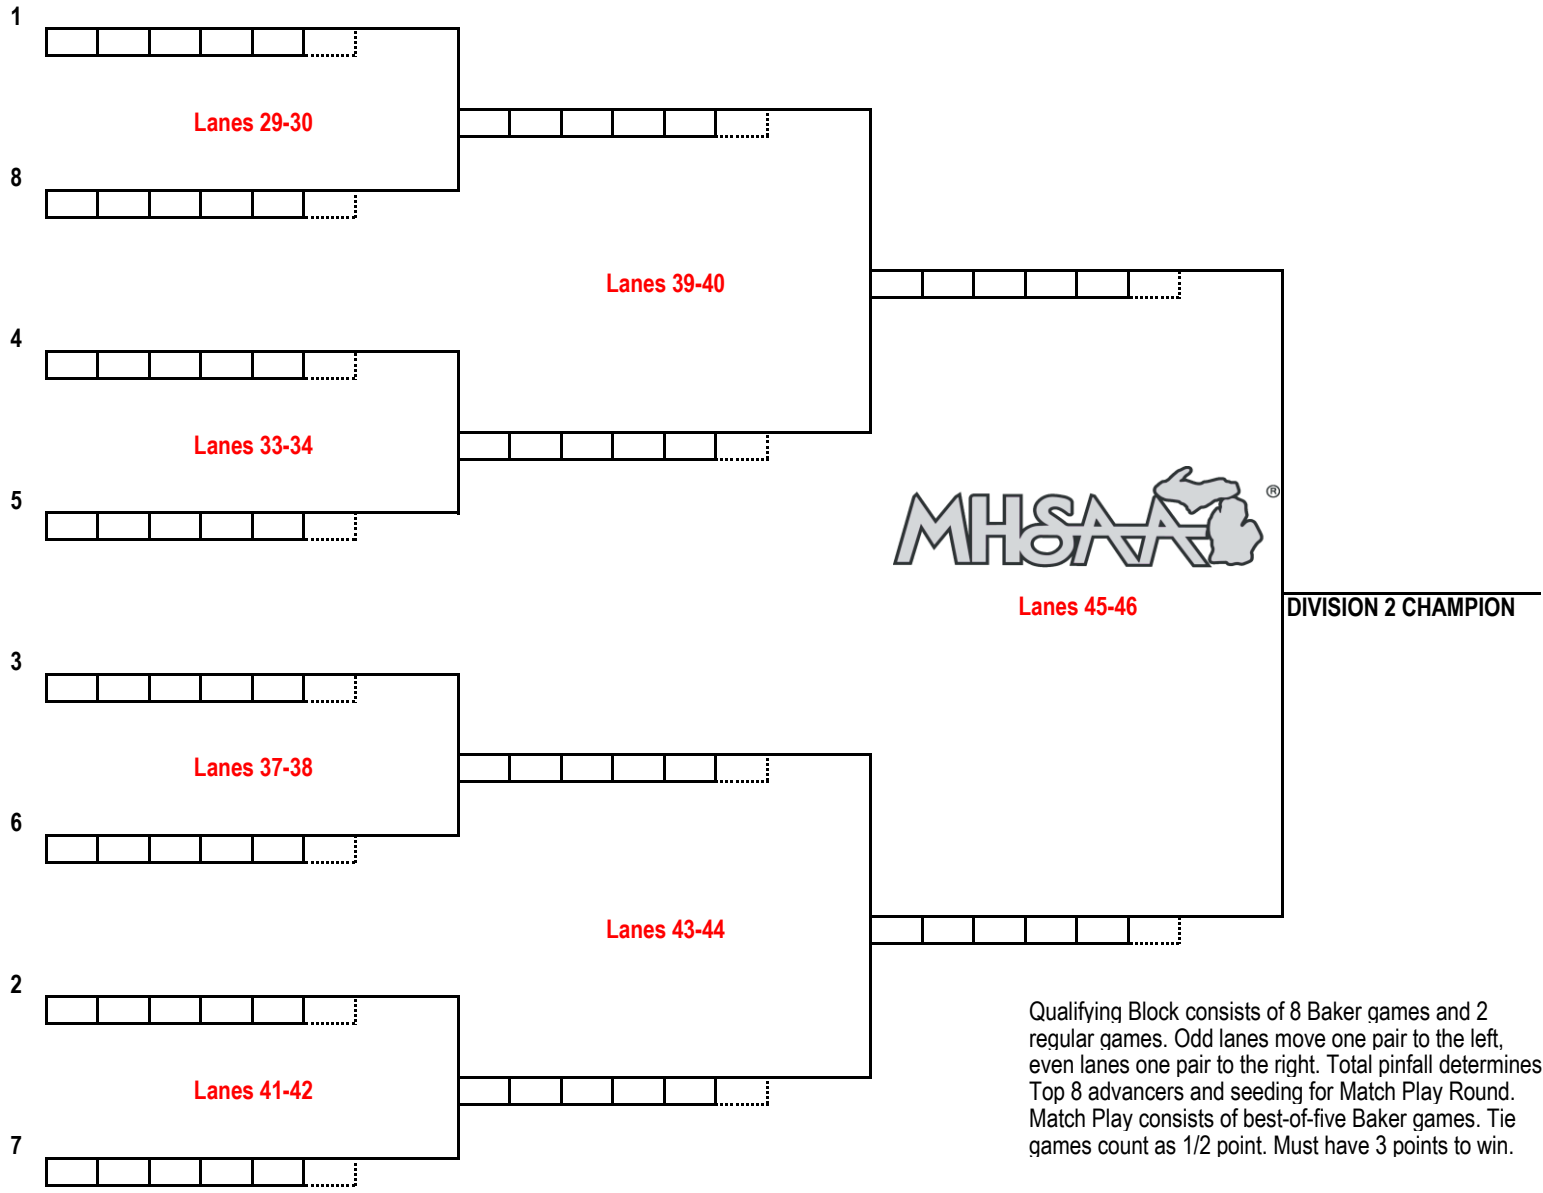 1
Lanes 29-30
8
Lanes 39-40
4
Lanes 33-34
5
MHSAA®
Lanes 45-46
DIVISION 2 CHAMPION
3
Lanes 37-38
6
Lanes 43-44
2
Lanes 41-42
7
Qualifying Block consists of 8 Baker games and 2
regular games. Odd lanes move one pair to the left,
even lanes one pair to the right. Total pinfall determines
Top 8 advancers and seeding for Match Play Round.
Match Play consists of best-of-five Baker games. Tie
games count as 1/2 point. Must have 3 points to win.